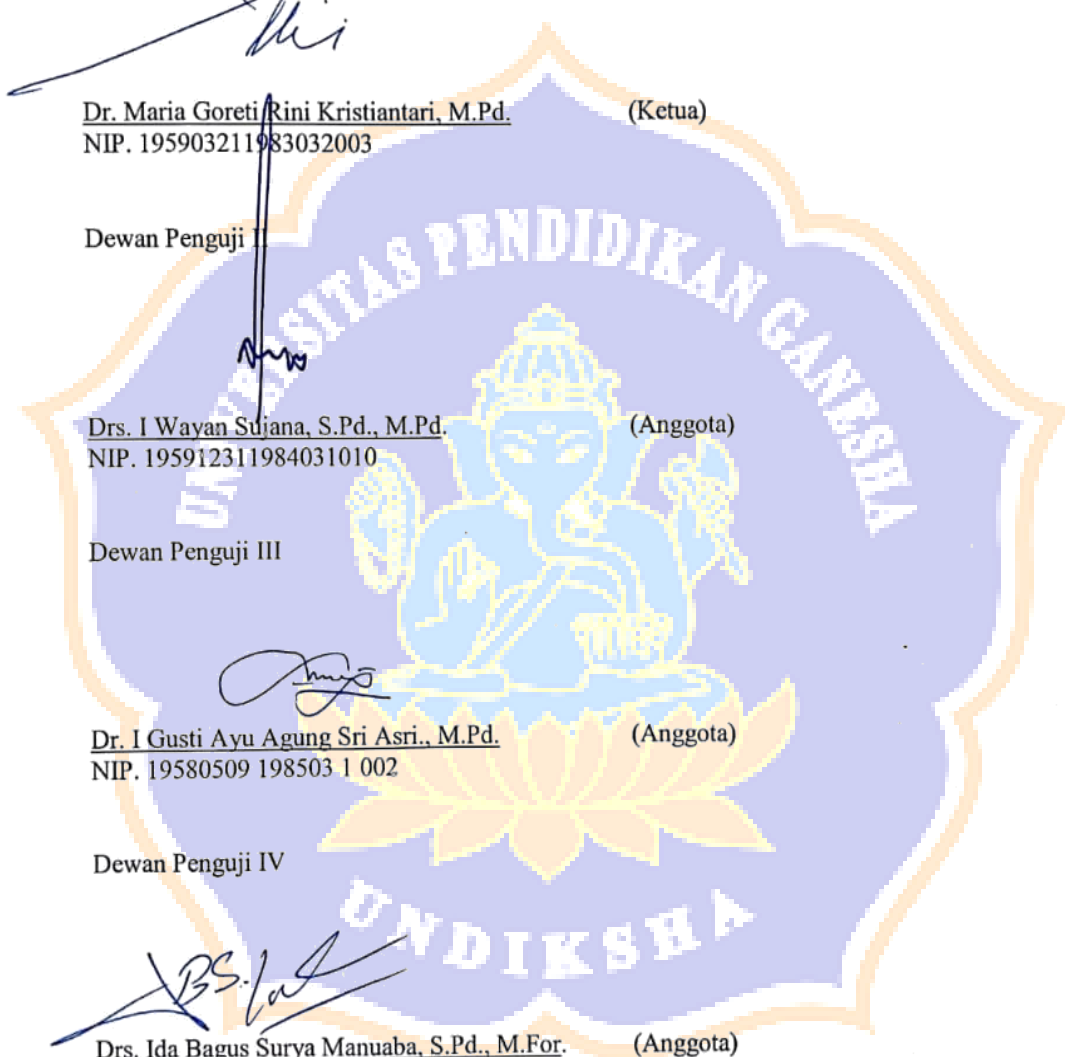 Dr. Maria Goreti Rini Kristiantari, M.Pd. (Ketua)
NIP. 195903211983032003
Dewan Penguji II
UNIVERSITAS PENDIDIKAN GANESHA
Drs. I Wayan Sujana, S.Pd., M.Pd. (Anggota)
NIP. 195912311984031010
Dewan Penguji III
Dr. I Gusti Ayu Agung Sri Asri., M.Pd. (Anggota)
NIP. 19580509 198503 1 002
Dewan Penguji IV
UNDIKSHA
Drs. Ida Bagus Surya Manuaba, S.Pd., M.For. (Anggota)